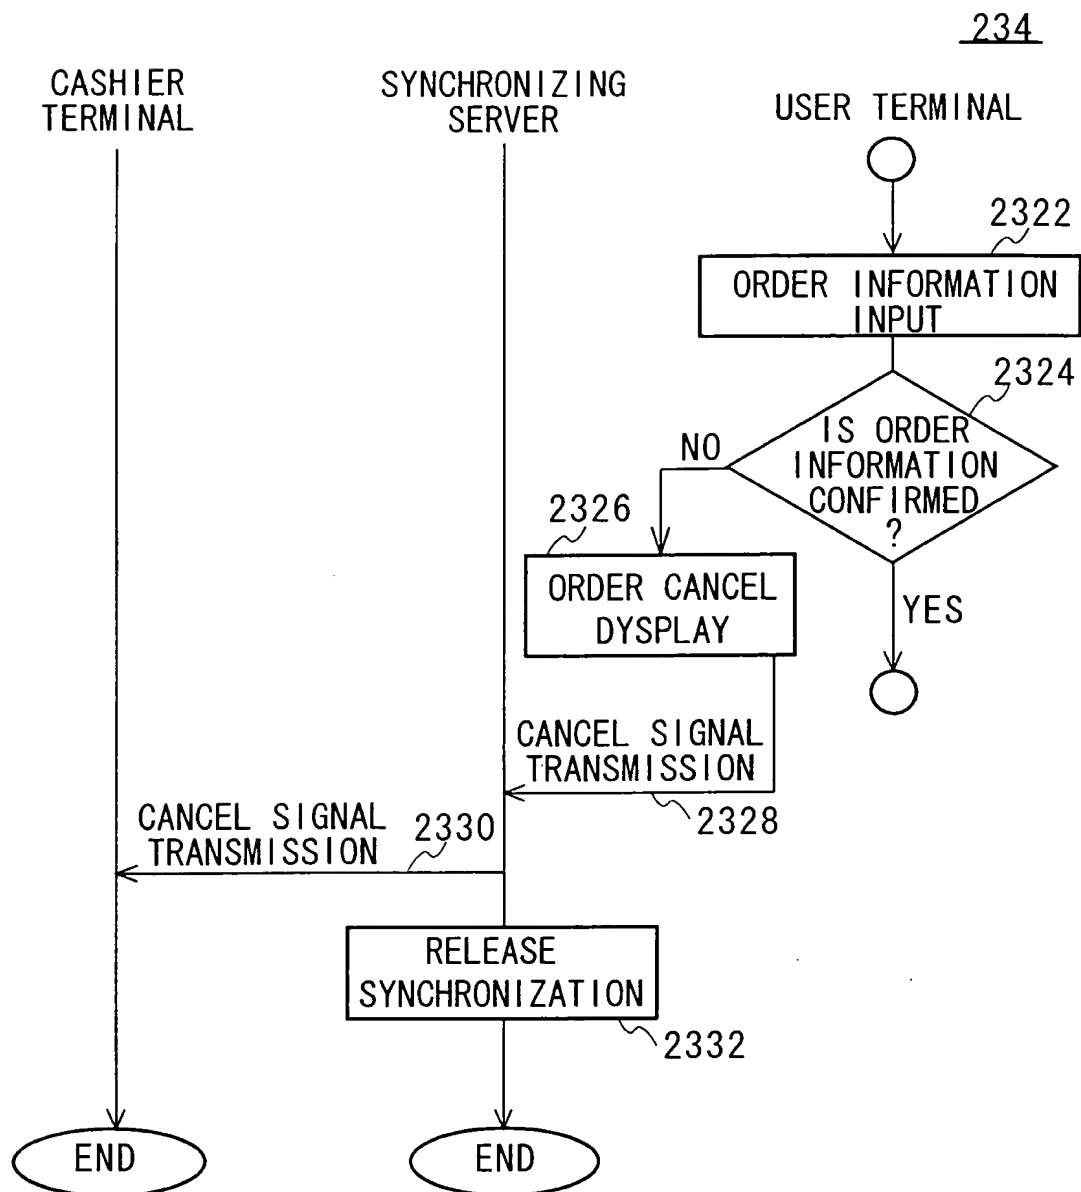 234
CASHIER
TERMINAL
SYNCHRONIZING
SERVER
USER TERMINAL
2322
ORDER INFORMATION
INPUT
2324
IS ORDER
INFORMATION
CONFIRMED
?
NO
YES
2326
ORDER CANCEL
DYSPLAY
CANCEL SIGNAL
TRANSMISSION
2328
CANCEL SIGNAL
TRANSMISSION
2330
RELEASE
SYNCHRONIZATION
2332
END
END